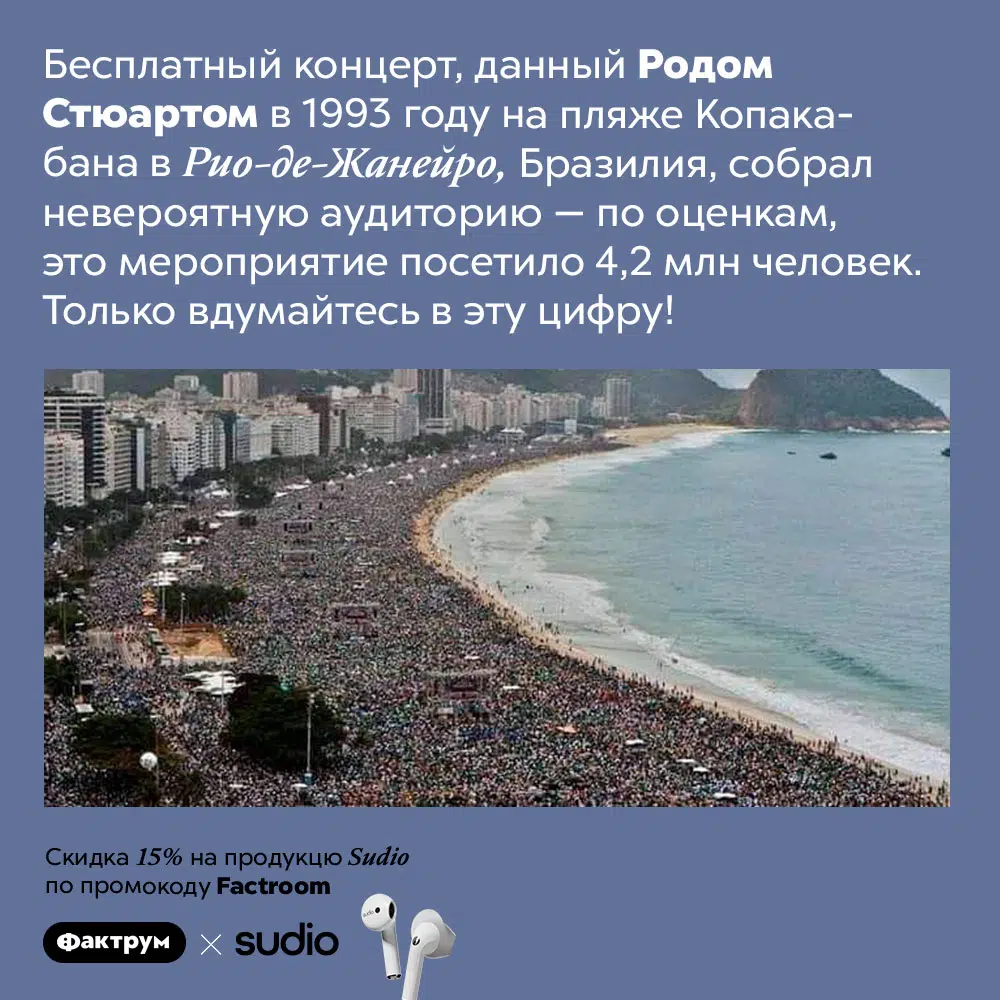 Бесплатный концерт, данный Родом
Стюартом в 1993 году на пляже Копака-
бана в Рио-де-Жанейро, Бразилия, собрал
невероятную аудиторию — по оценкам,
это мероприятие посетило 4,2 млн человек.
Только вдумайтесь в эту цифру!
Скидка 15% на продукцю Sudio
по промокоду Factroom
Фактрум × sudio
sudio